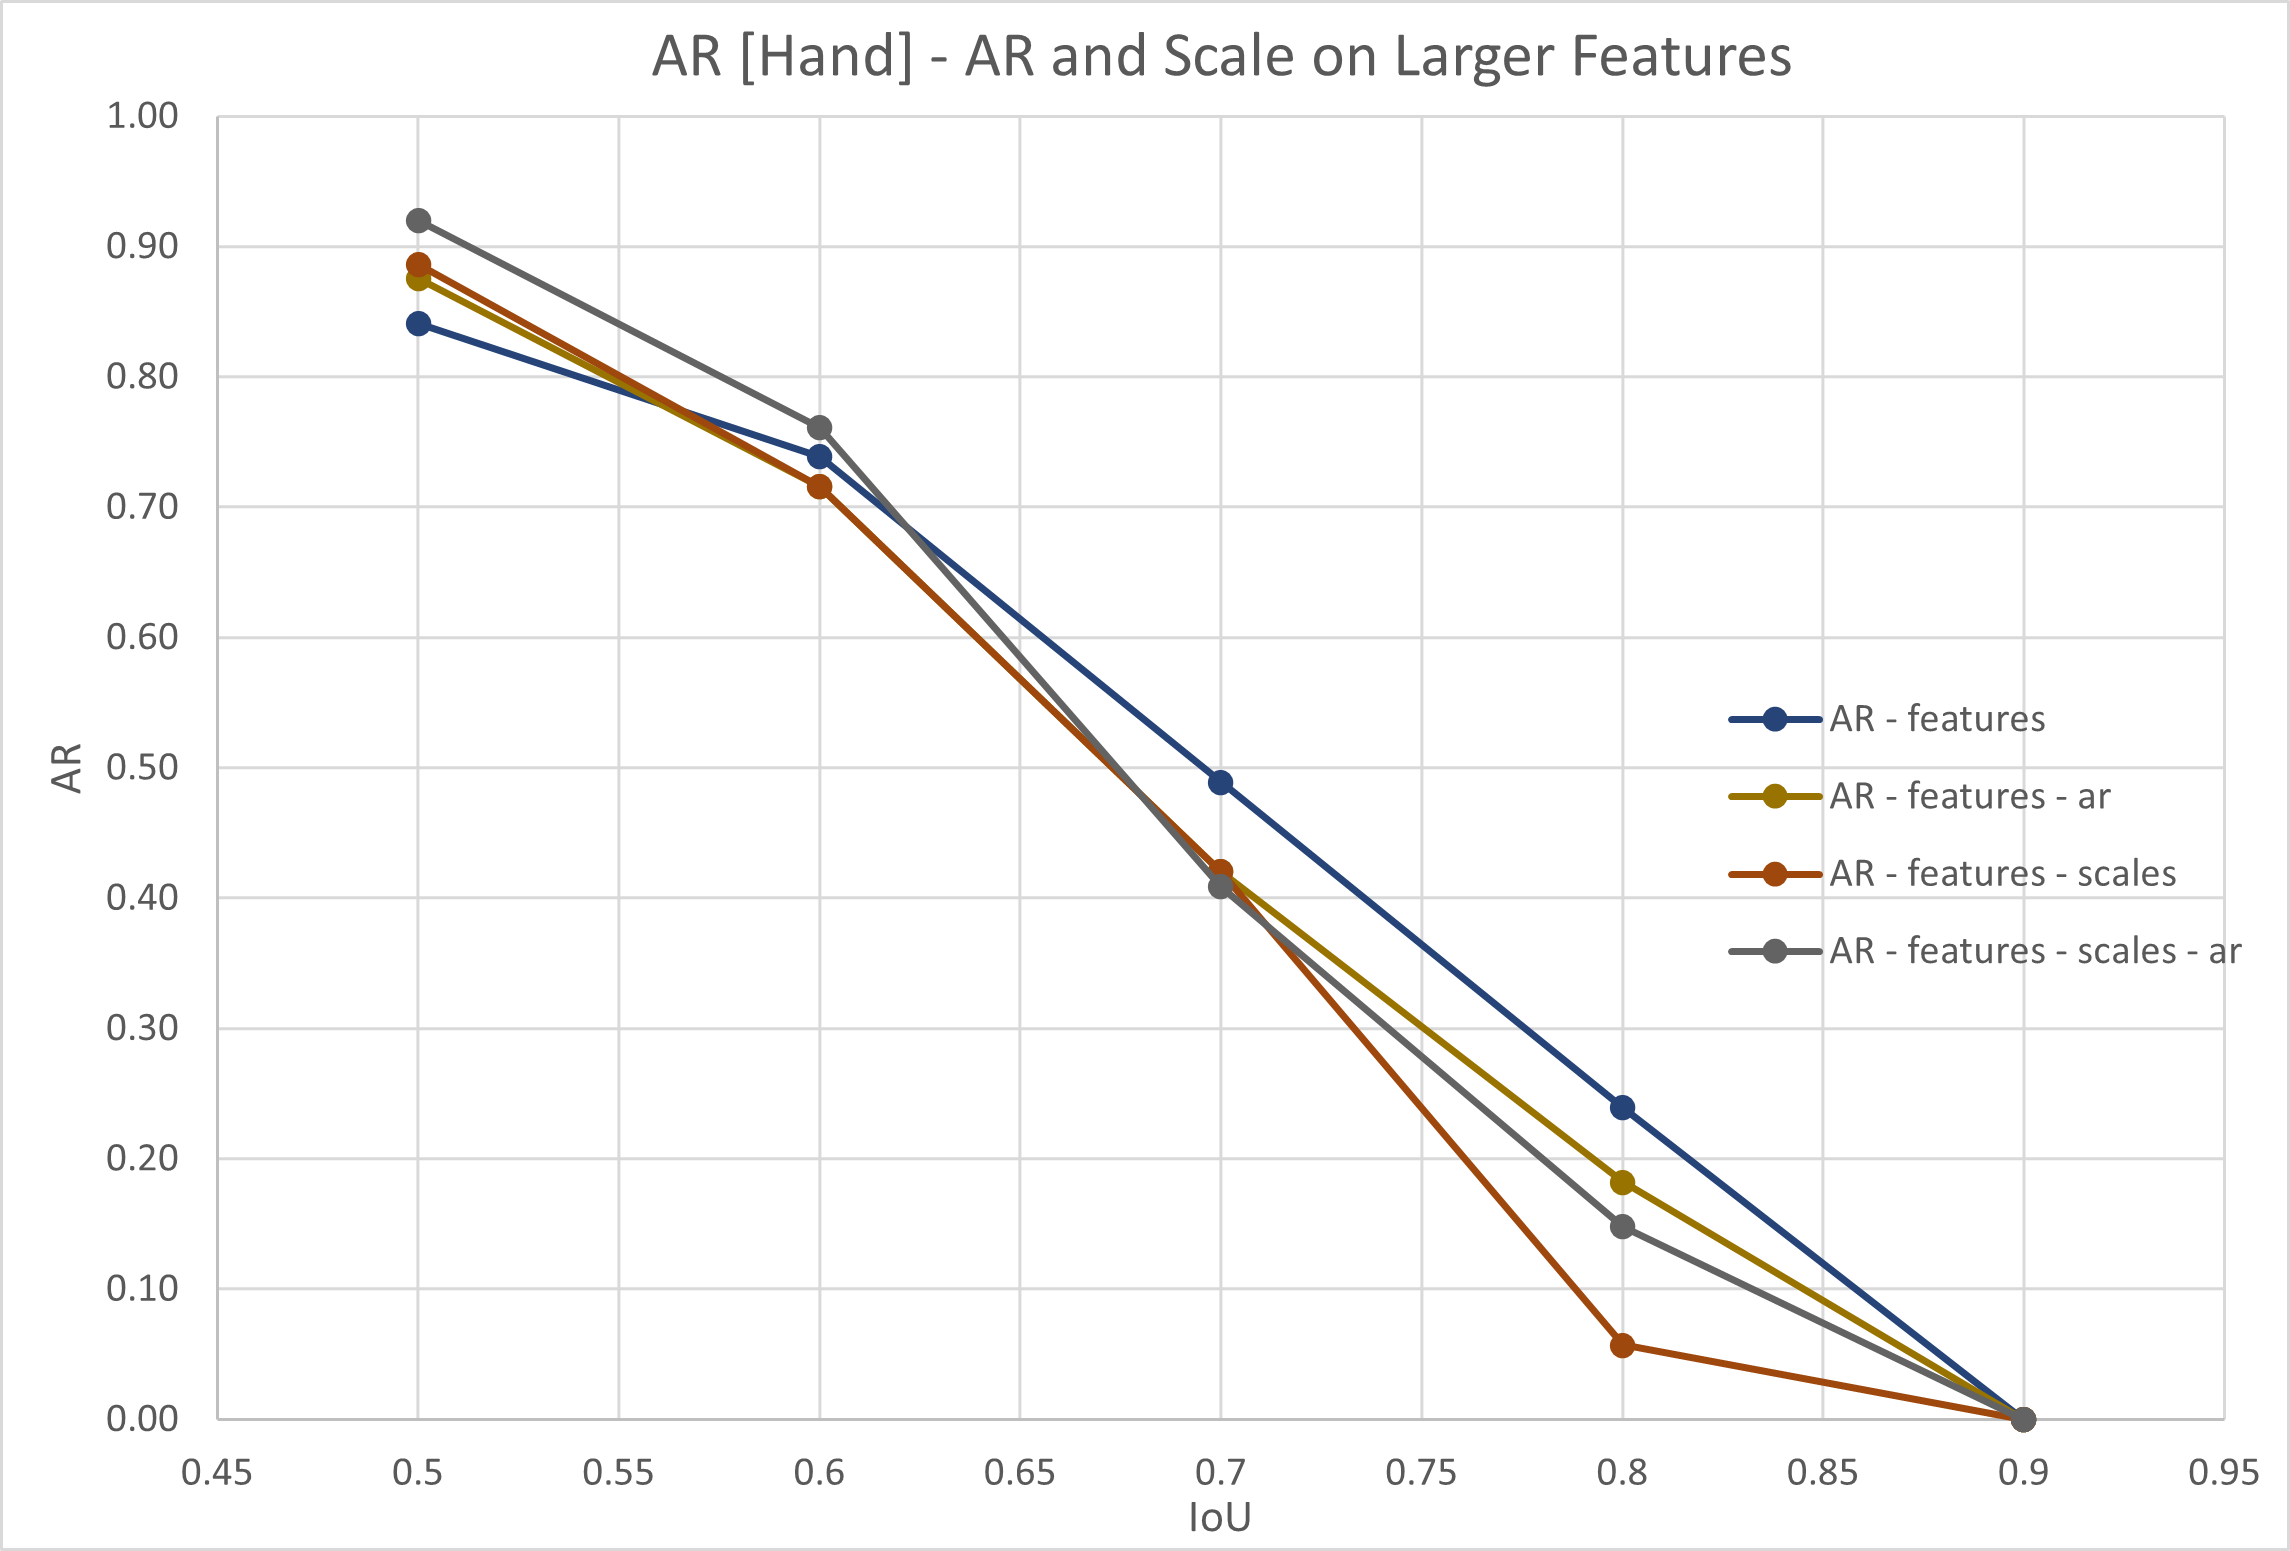 AR [Hand] - AR and Scale on Larger Features
1.00
0.90
0.80
0.70
0.60
0.50
0.40
0.30
0.20
0.10
0.00
AR
AR - features
AR - features - ar
AR - features - scales
AR - features - scales - ar
0.45 0.5 0.55 0.6 0.65 0.7 0.75 0.8 0.85 0.9 0.95
IoU